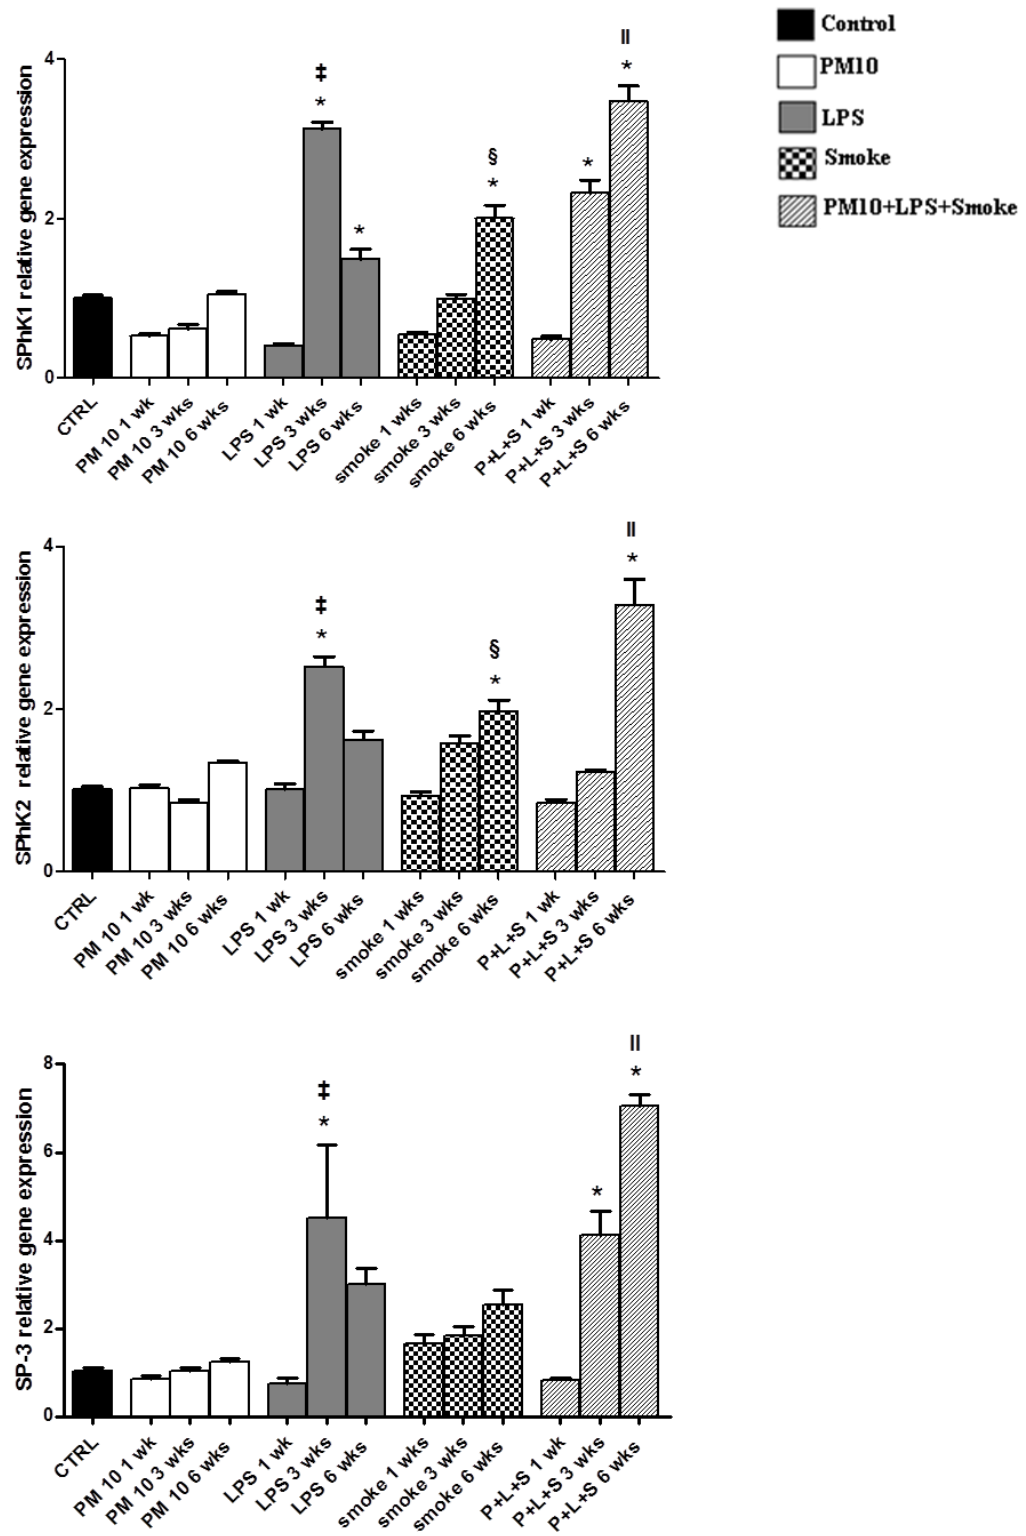 Control
PM10
LPS
Smoke
PM10+LPS+Smoke
SPhK1 relative gene expression
4
2
0
‡
*
*
§
*
*
||
*
CTRL
PM 10 1 wk
PM 10 3 wks
PM 10 6 wks
LPS 1 wk
LPS 3 wks
LPS 6 wks
smoke 1 wks
smoke 3 wks
smoke 6 wks
P+L+S 1 wk
P+L+S 3 wks
P+L+S 6 wks
SPhK2 relative gene expression
4
2
0
‡
*
§
*
||
*
CTRL
PM 10 1 wk
PM 10 3 wks
PM 10 6 wks
LPS 1 wk
LPS 3 wks
LPS 6 wks
smoke 1 wks
smoke 3 wks
smoke 6 wks
P+L+S 1 wk
P+L+S 3 wks
P+L+S 6 wks
SP-3 relative gene expression
8
6
4
2
0
‡
*
*
||
*
CTRL
PM 10 1 wk
PM 10 3 wks
PM 10 6 wks
LPS 1 wk
LPS 3 wks
LPS 6 wks
smoke 1 wks
smoke 3 wks
smoke 6 wks
P+L+S 1 wk
P+L+S 3 wks
P+L+S 6 wks